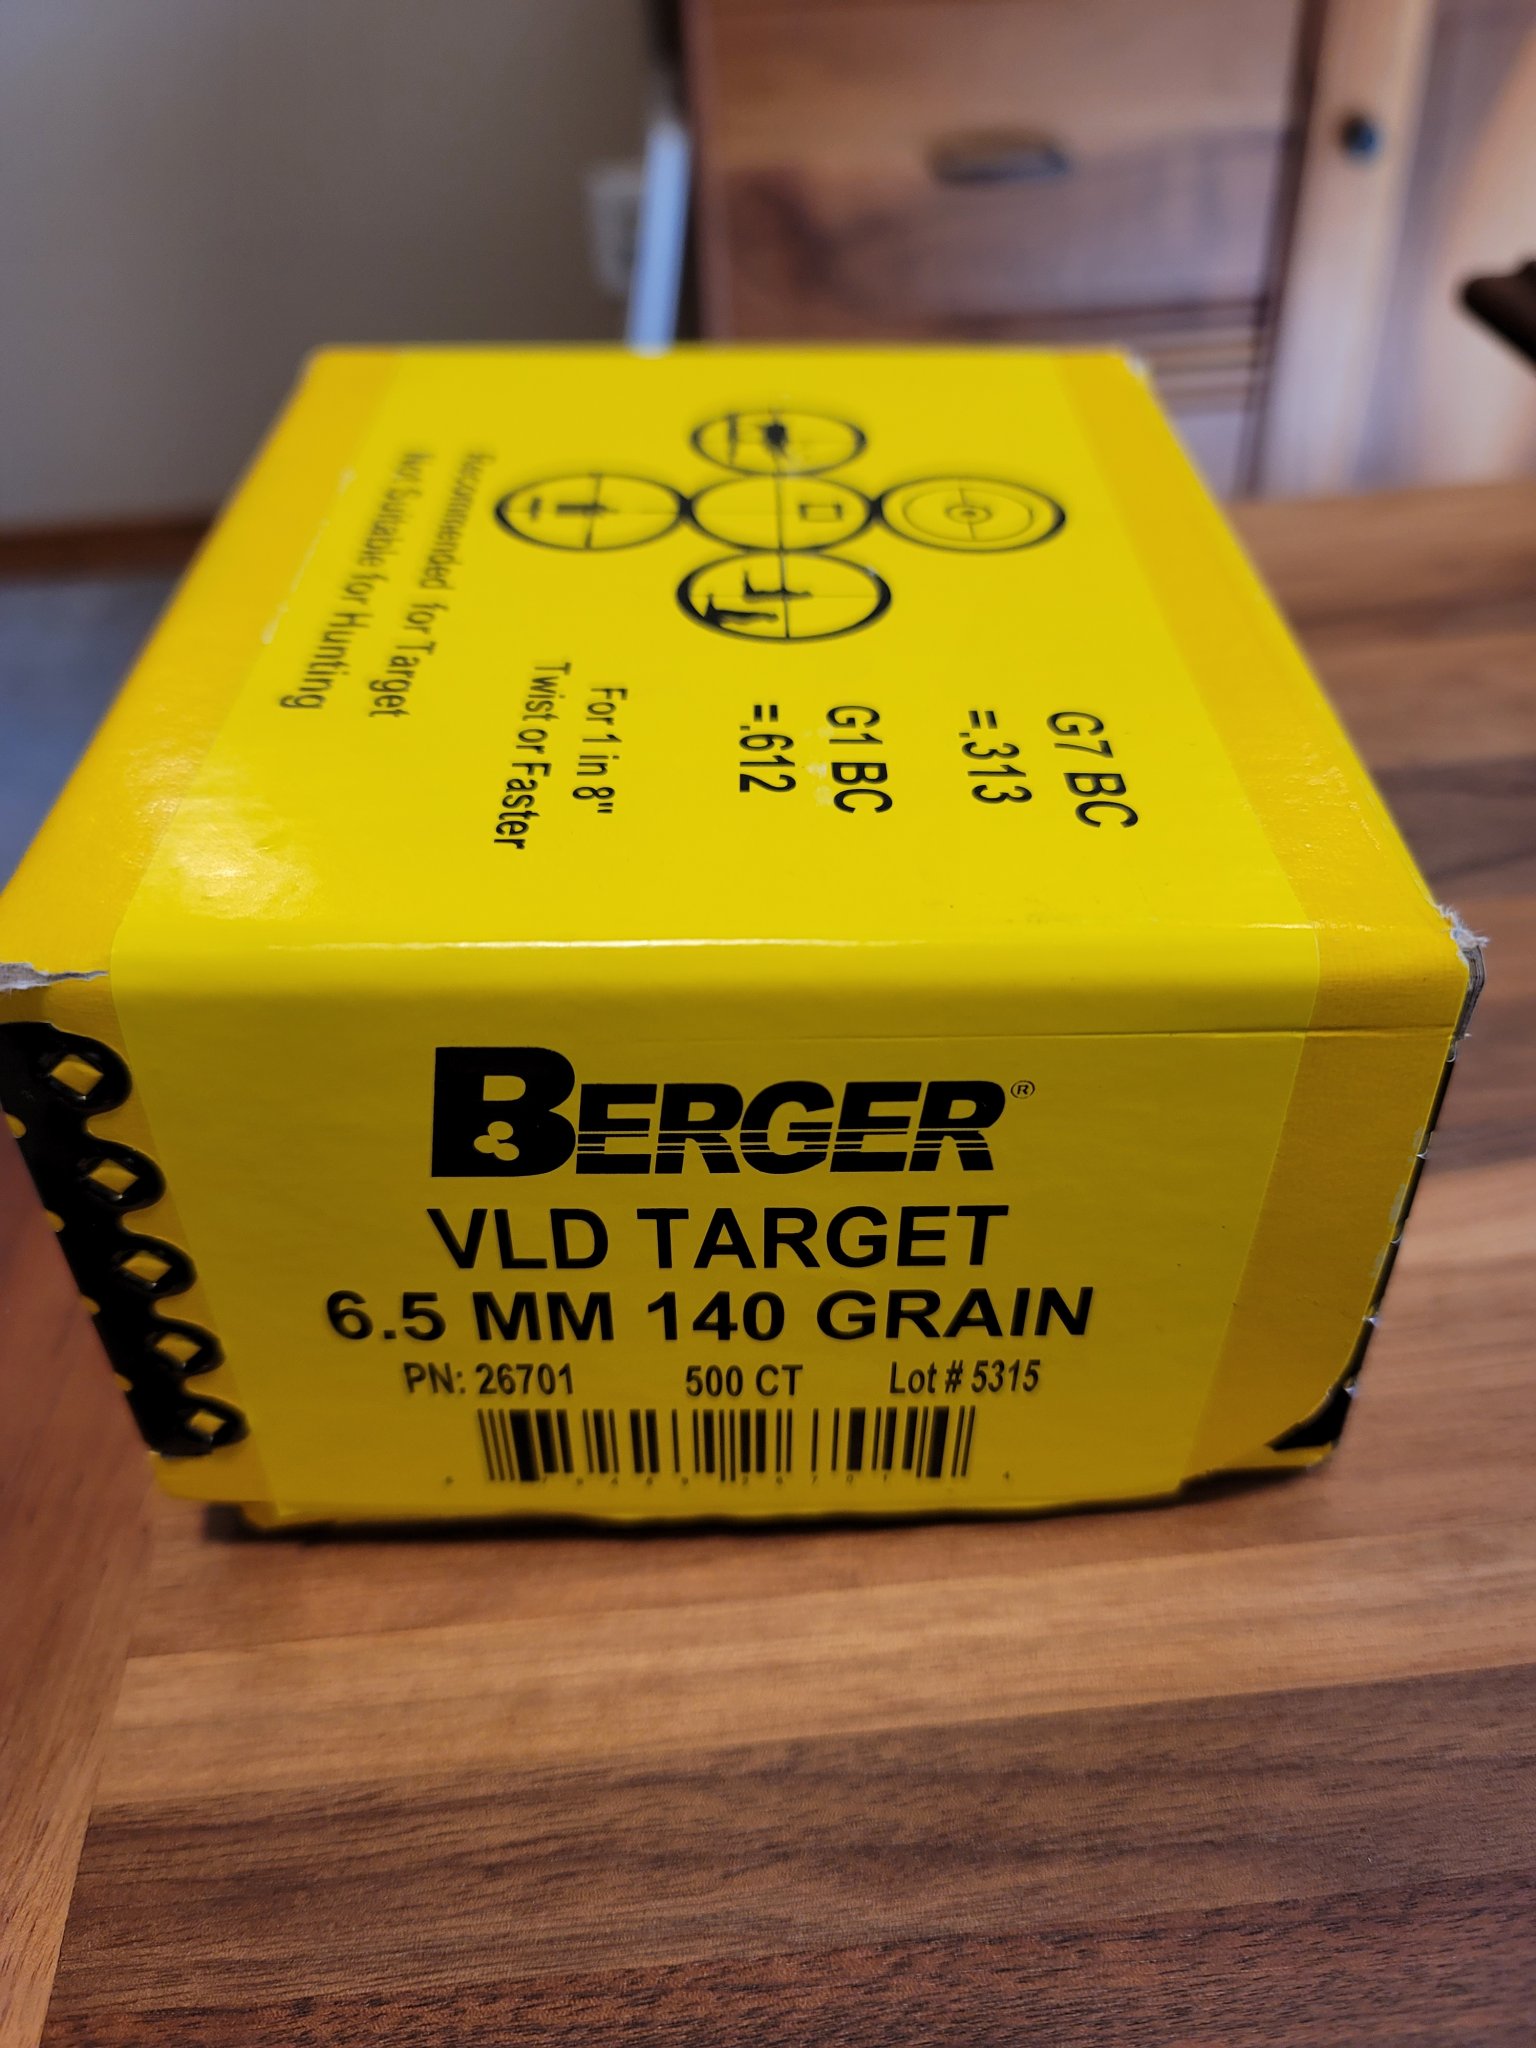 BERGER®
VLD TARGET
6.5 MM 140 GRAIN
PN: 26701 500 CT Lot # 5315
G7 BC
=.313
G1 BC
=.612
For 1 in 8"
Twist or Faster
Recommended for Target
Not Suitable for Hunting